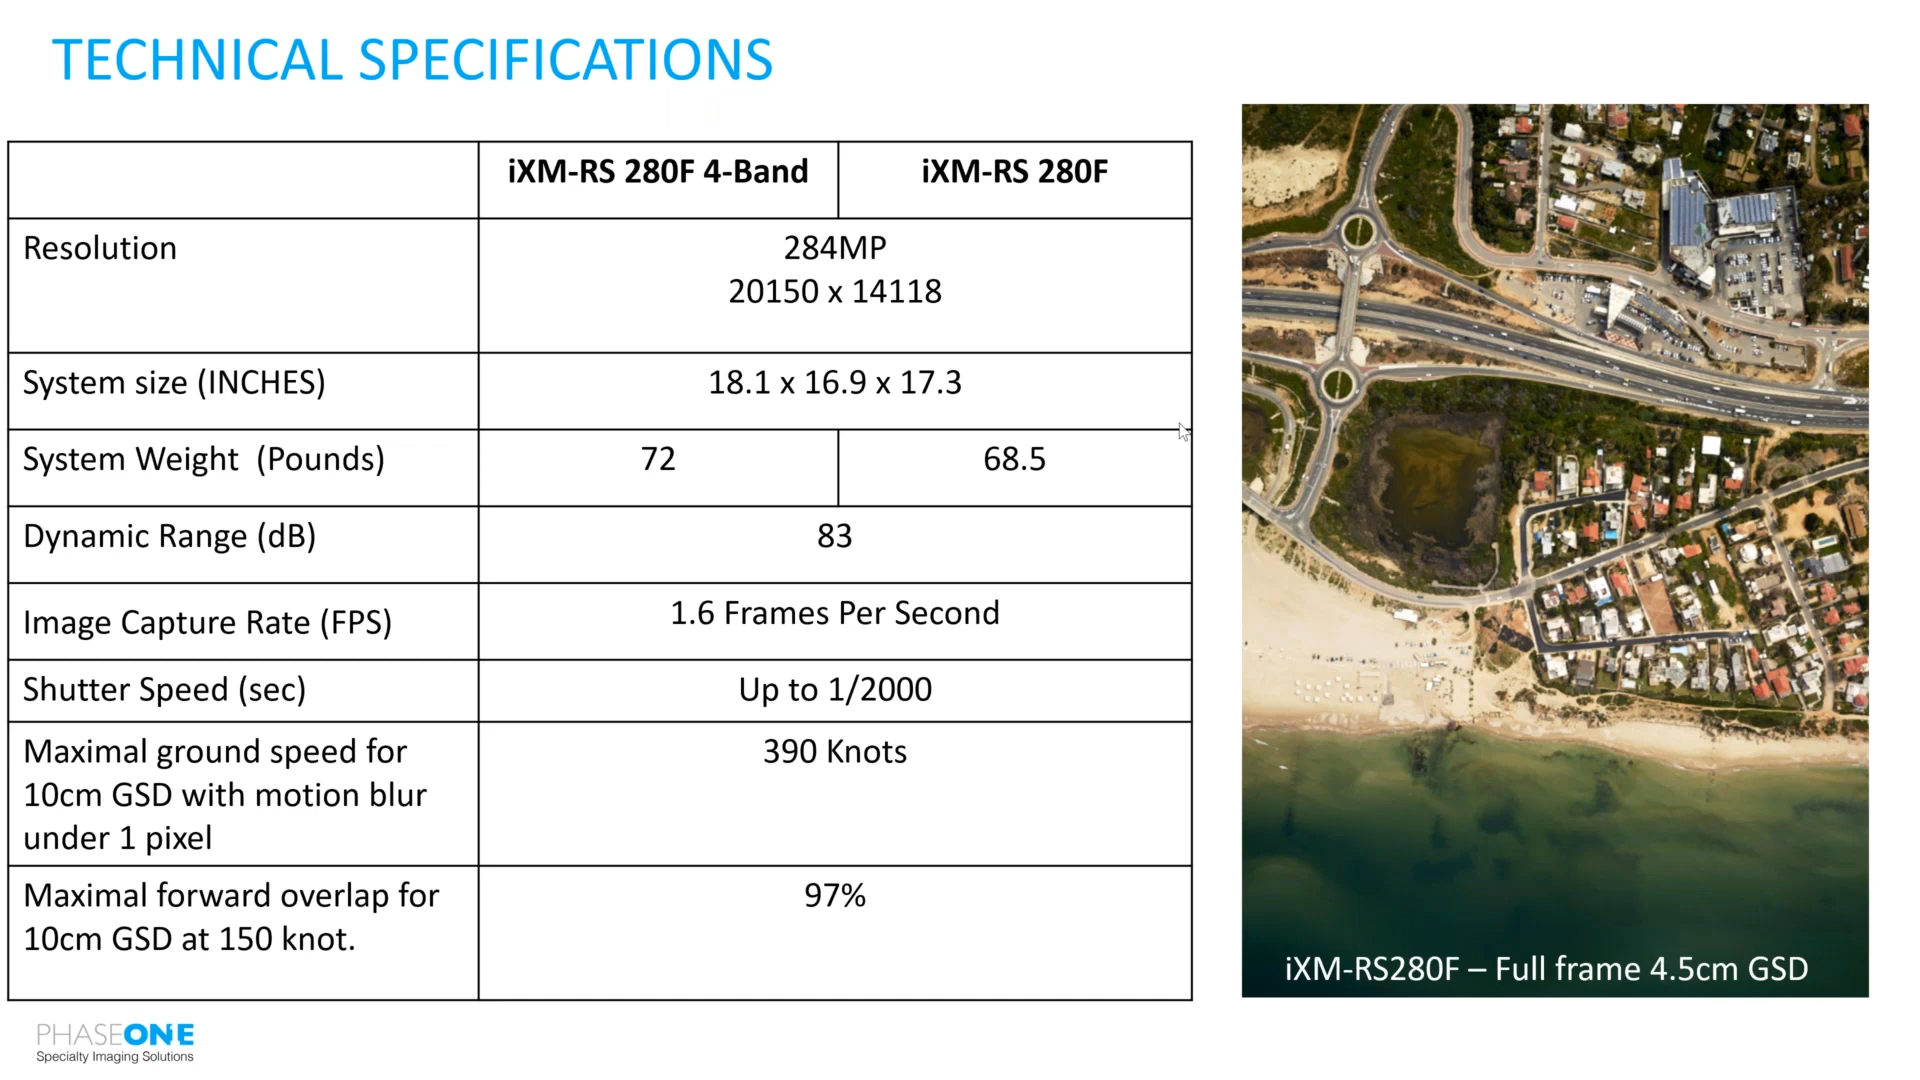 TECHNICAL SPECIFICATIONS
iXM-RS 280F 4-Band
iXM-RS 280F
Resolution
284MP
20150 x 14118
System size (INCHES)
18.1 x 16.9 x 17.3
System Weight  (Pounds)
72
68.5
Dynamic Range (dB)
83
Image Capture Rate (FPS)
1.6 Frames Per Second
Shutter Speed (sec)
Up to 1/2000
Maximal ground speed for
10cm GSD with motion blur
under 1 pixel
390 Knots
Maximal forward overlap for
10cm GSD at 150 knot.
97%
iXM-RS280F – Full frame 4.5cm GSD
PHASEONE
Specialty Imaging Solutions